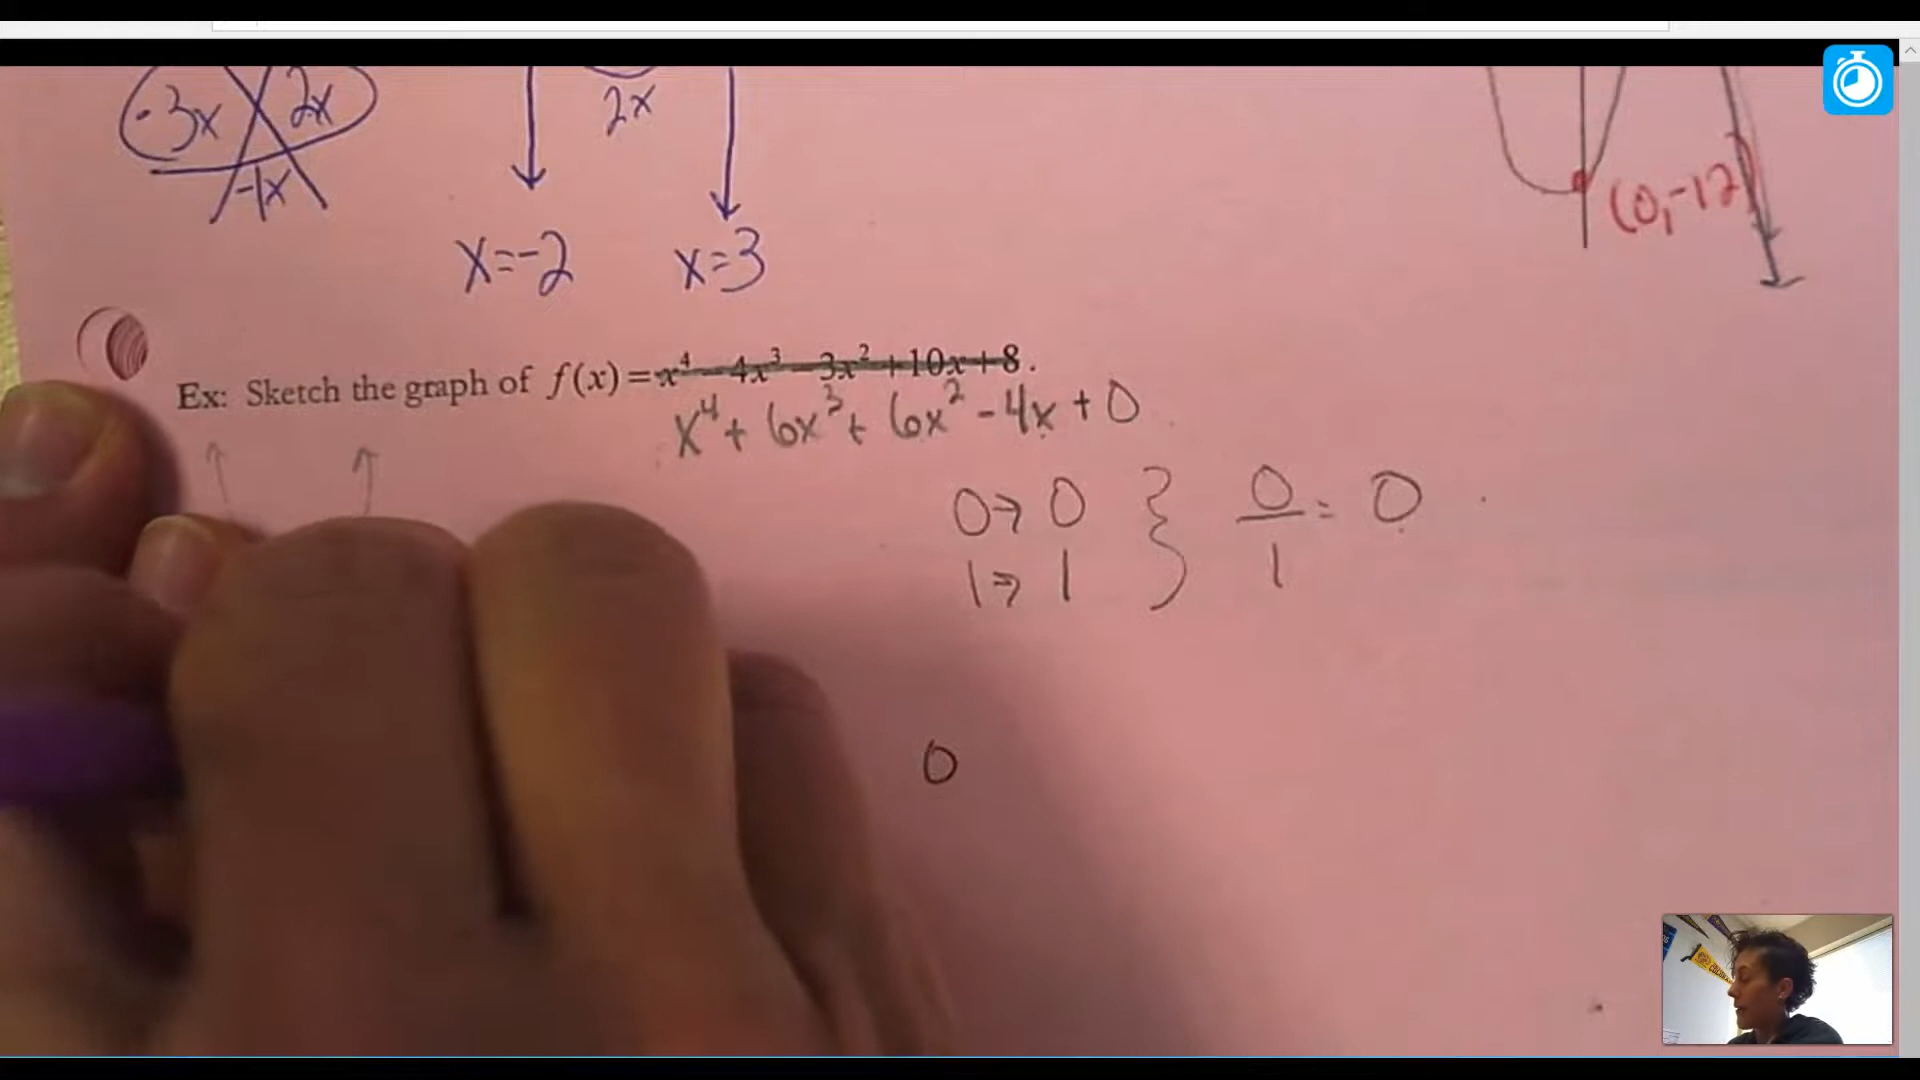 -3x 2x
-1x
2x
x=-2 x=3
(0,-12)
Ex: Sketch the graph of f(x)=x⁴-4x³-3x²+10x+8.
x⁴+6x³+6x²-4x+0
0→0 } 0/1 = 0
1→1
0